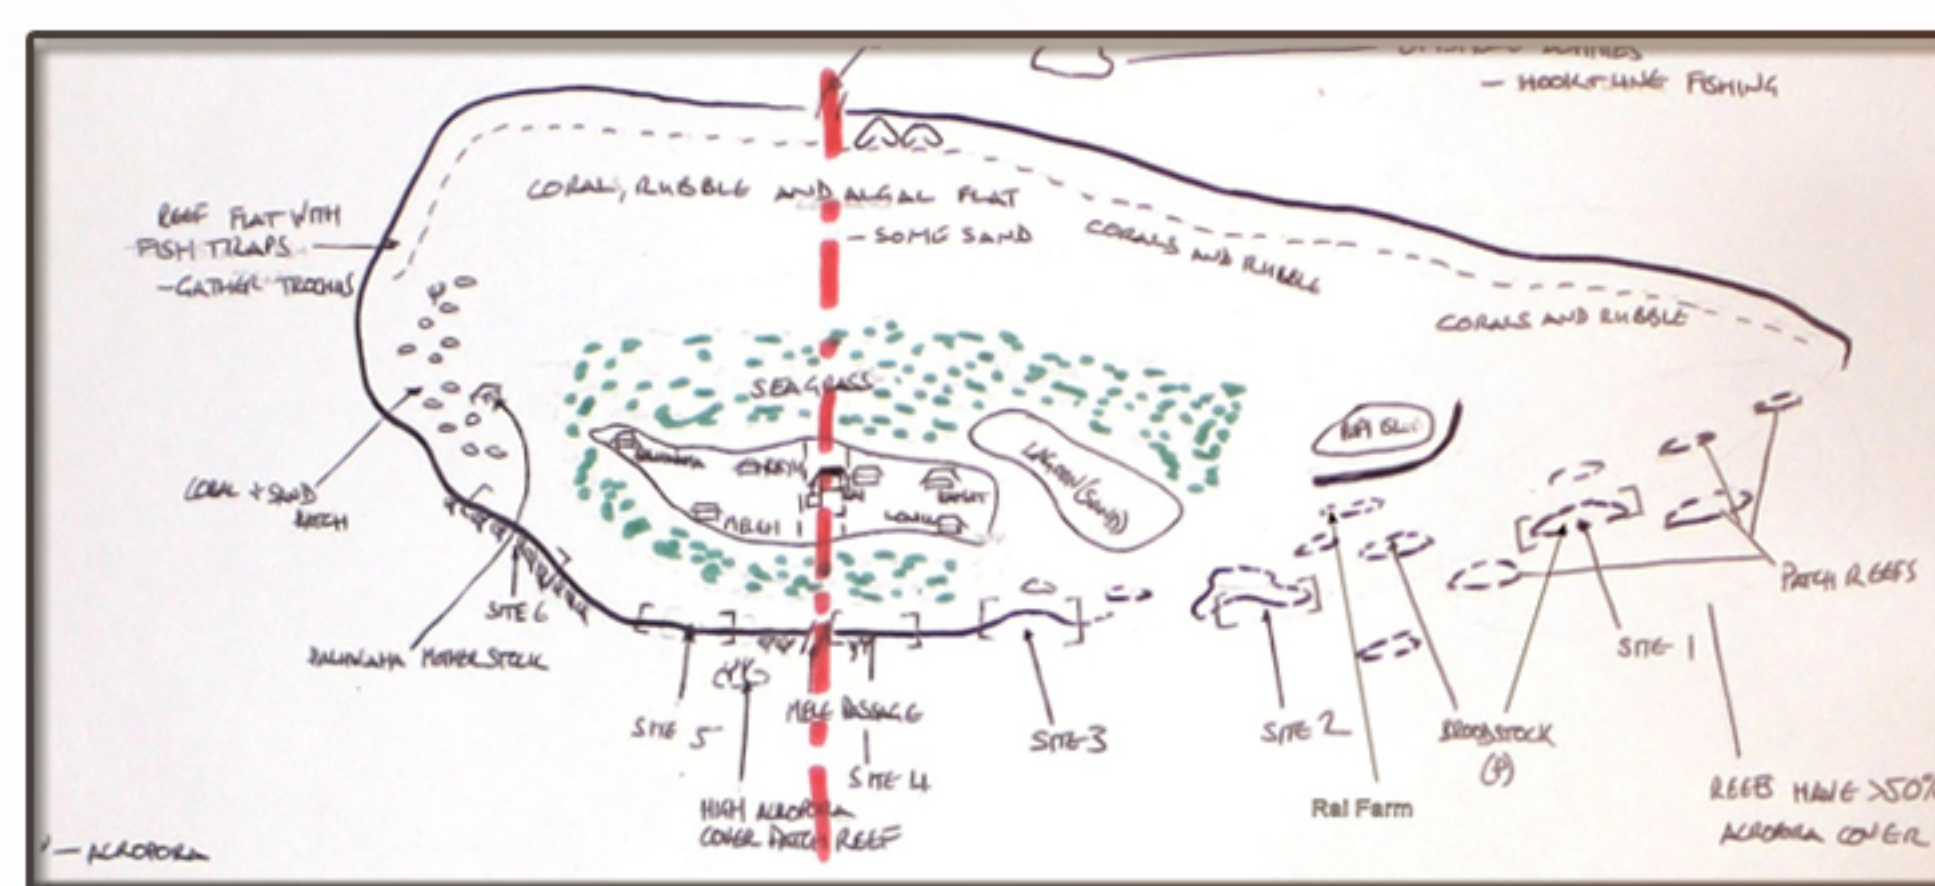 - HOOK+LINE FISHING
CORAL, RUBBLE AND ALGAL FLAT
- SOME SAND
CORALS AND RUBBLE
CORALS AND RUBBLE
REEF FLAT WITH
FISH TRAPS
- GATHER TROCHUS
SEAGRASS
LAGOON (SAND)
CORAL + SAND
PATCH
SITE 6
MOTHERSTOCK
SITE 5
MELE PASSAGE
SITE 4
HIGH ACROPORA
COVER PATCH REEF
SITE 3
SITE 2
Ral Farm
BROODSTOCK
SITE 1
PATCH REEFS
REEFS HAVE >50%
ACROPORA COVER
- ACROPORA